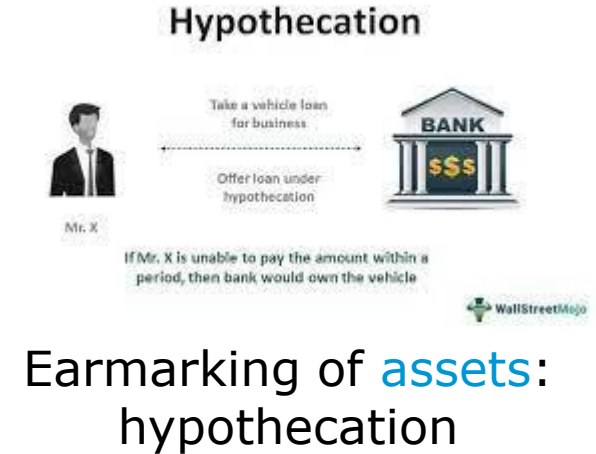 Hypothecation
Take a vehicle loan
for business
BANK
$$$
Offer loan under
hypothecation
Mr. X
If Mr. X is unable to pay the amount within a
period, then bank would own the vehicle
WallStreetMojo
Earmarking of assets:
hypothecation